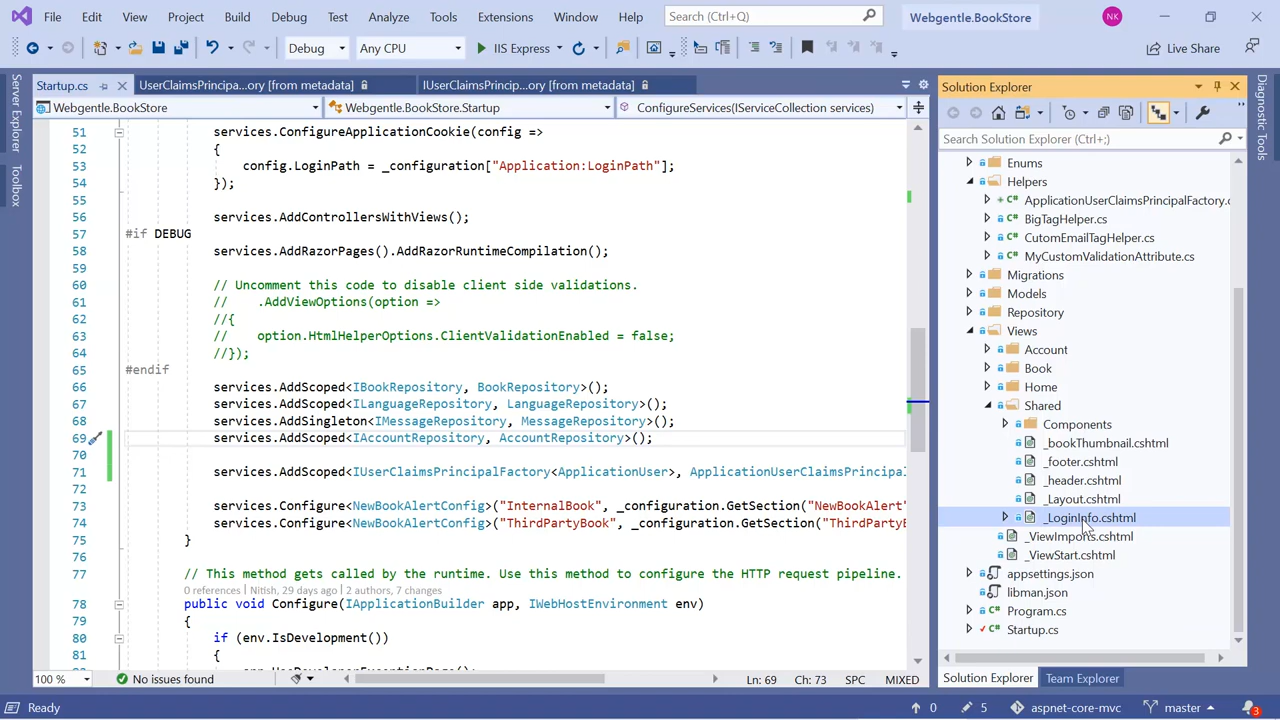 File Edit View Project Build Debug Test Analyze Tools Extensions Window Help Search (Ctrl+Q) Webgentle.BookStore NK
Debug Any CPU IIS Express Live Share
Server Explorer
Toolbox
Diagnostic Tools
Startup.cs UserClaimsPrincipa...ory [from metadata] IUserClaimsPrincip...ory [from metadata]
Webgentle.BookStore Webgentle.BookStore.Startup ConfigureServices(IServiceCollection services)
51 services.ConfigureApplicationCookie(config =>
52 {
53 config.LoginPath = _configuration["Application:LoginPath"];
54 });
55
56 services.AddControllersWithViews();
57 #if DEBUG
58 services.AddRazorPages().AddRazorRuntimeCompilation();
59
60 // Uncomment this code to disable client side validations.
61 // .AddViewOptions(option =>
62 //{
63 // option.HtmlHelperOptions.ClientValidationEnabled = false;
64 //});
65 #endif
66 services.AddScoped<IBookRepository, BookRepository>();
67 services.AddScoped<ILanguageRepository, LanguageRepository>();
68 services.AddSingleton<IMessageRepository, MessageRepository>();
69 services.AddScoped<IAccountRepository, AccountRepository>();
70
71 services.AddScoped<IUserClaimsPrincipalFactory<ApplicationUser>, ApplicationUserClaimsPrincipa
72
73 services.Configure<NewBookAlertConfig>("InternalBook", _configuration.GetSection("NewBookAlert"
74 services.Configure<NewBookAlertConfig>("ThirdPartyBook", _configuration.GetSection("ThirdPartyB
75 }
76
77 // This method gets called by the runtime. Use this method to configure the HTTP request pipeline.
0 references | Nitish, 29 days ago | 2 authors, 7 changes
78 public void Configure(IApplicationBuilder app, IWebHostEnvironment env)
79 {
80 if (env.IsDevelopment())
81 {
100 % No issues found Ln: 69 Ch: 73 SPC MIXED
Solution Explorer
Search Solution Explorer (Ctrl+;)
Enums
Helpers
ApplicationUserClaimsPrincipalFactory.c
BigTagHelper.cs
CutomEmailTagHelper.cs
MyCustomValidationAttribute.cs
Migrations
Models
Repository
Views
Account
Book
Home
Shared
Components
_bookThumbnail.cshtml
_footer.cshtml
_header.cshtml
_Layout.cshtml
_LoginInfo.cshtml
_ViewImports.cshtml
_ViewStart.cshtml
appsettings.json
libman.json
Program.cs
Startup.cs
Solution Explorer Team Explorer
Ready 0 5 aspnet-core-mvc master 3